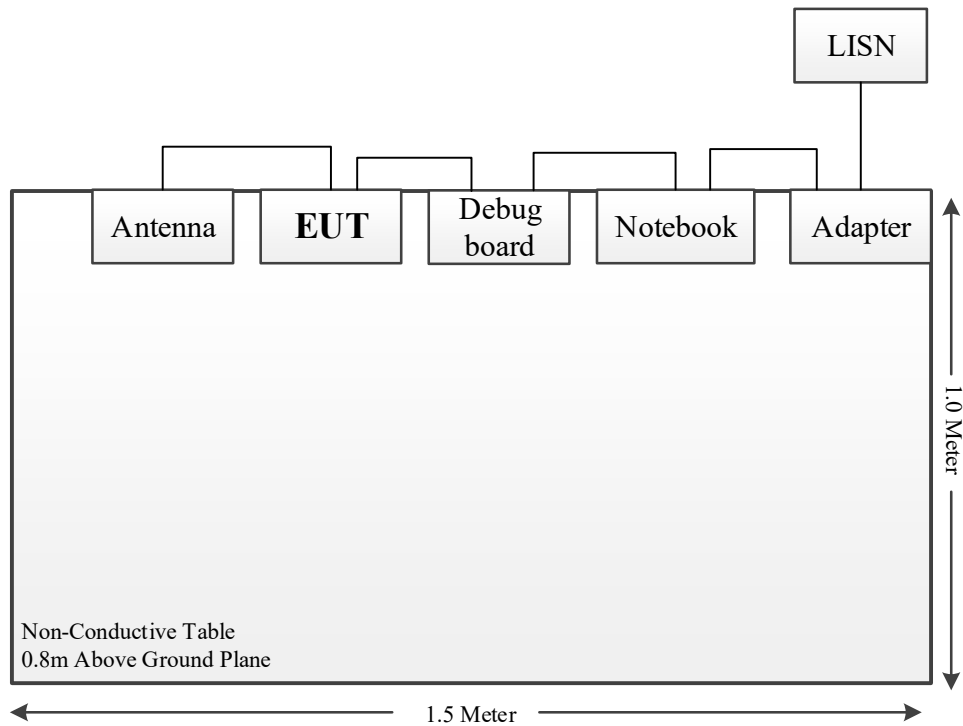 LISN
Antenna
EUT
Debug
board
Notebook
Adapter
1.0 Meter
Non-Conductive Table
0.8m Above Ground Plane
1.5 Meter